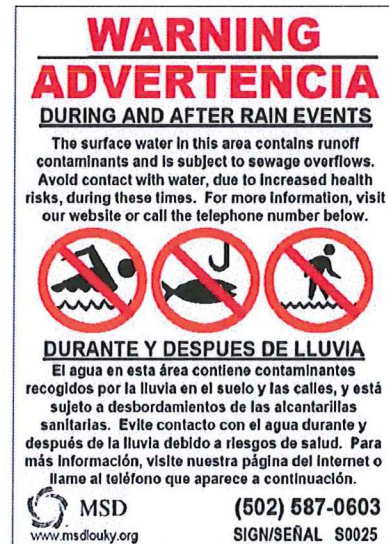 WARNING
ADVERTENCIA
DURING AND AFTER RAIN EVENTS
The surface water in this area contains runoff
contaminants and is subject to sewage overflows.
Avoid contact with water, due to increased health
risks, during these times. For more information, visit
our website or call the telephone number below.
DURANTE Y DESPUES DE LLUVIA
El agua en esta área contiene contaminantes
recogidos por la lluvia en el suelo y las calles, y está
sujeto a desbordamientos de las alcantarillas
sanitarias. Evite contacto con el agua durante y
después de la lluvia debido a riesgos de salud. Para
más información, visite nuestra página del Internet o
llame al teléfono que aparece a continuación.
MSD (502) 587-0603
www.msdlouky.org SIGN/SEÑAL S0025